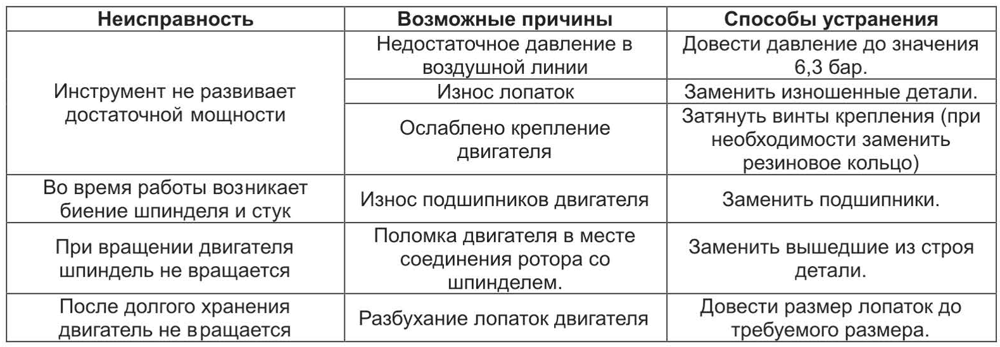 Неисправность
Возможные причины
Способы устранения
Инструмент не развивает
достаточной мощности
Недостаточное давление в
воздушной линии
Довести давление до значения
6,3 бар.
Износ лопаток
Заменить изношенные детали.
Ослаблено крепление
двигателя
Затянуть винты крепления (при
необходимости заменить
резиновое кольцо)
Во время работы возникает
биение шпинделя и стук
Износ подшипников двигателя
Заменить подшипники.
При вращении двигателя
шпиндель не вращается
Поломка двигателя в месте
соединения ротора со
шпинделем.
Заменить вышедшие из строя
детали.
После долгого хранения
двигатель не вращается
Разбухание лопаток двигателя
Довести размер лопаток до
требуемого размера.